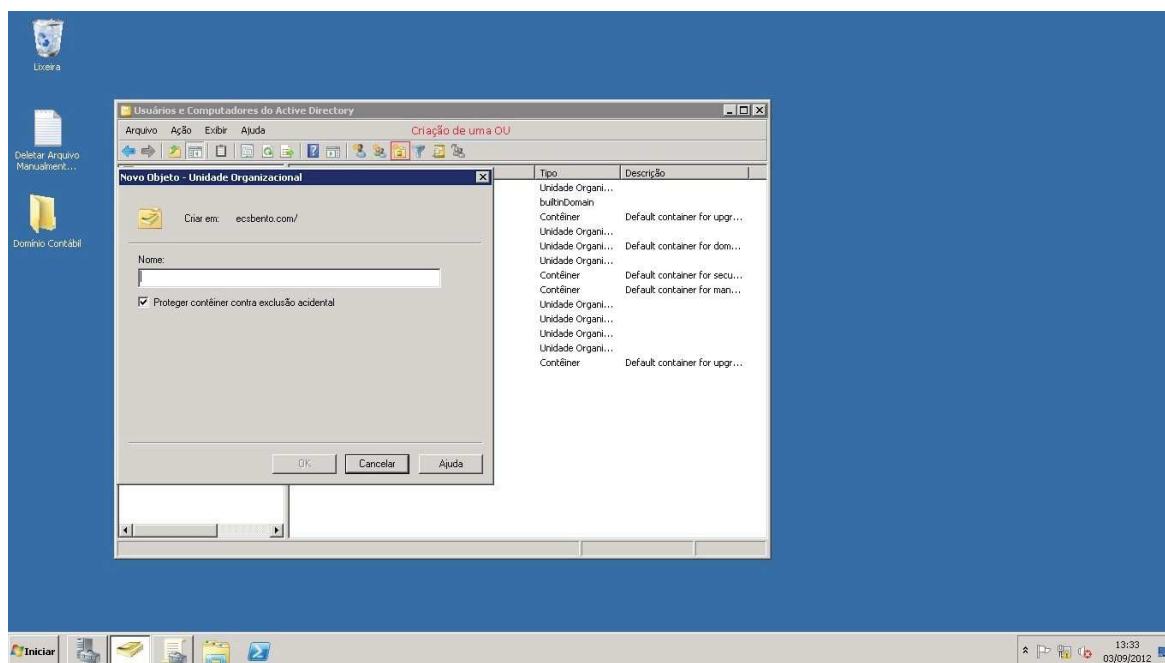 Lixeira
Deletar Arquivo
Manualment...
Domínio Contábil
Usuários e Computadores do Active Directory
Arquivo Ação Exibir Ajuda
Criação de uma OU
Novo Objeto - Unidade Organizacional
Criar em: ecsbento.com/
Nome:
Proteger contêiner contra exclusão acidental
OK Cancelar Ajuda
Tipo Descrição
Unidade Organi...
builtinDomain
Contêiner Default container for upgr...
Unidade Organi...
Unidade Organi... Default container for dom...
Unidade Organi...
Contêiner Default container for secu...
Contêiner Default container for man...
Unidade Organi...
Unidade Organi...
Unidade Organi...
Unidade Organi...
Contêiner Default container for upgr...
Iniciar
13:33
03/09/2012